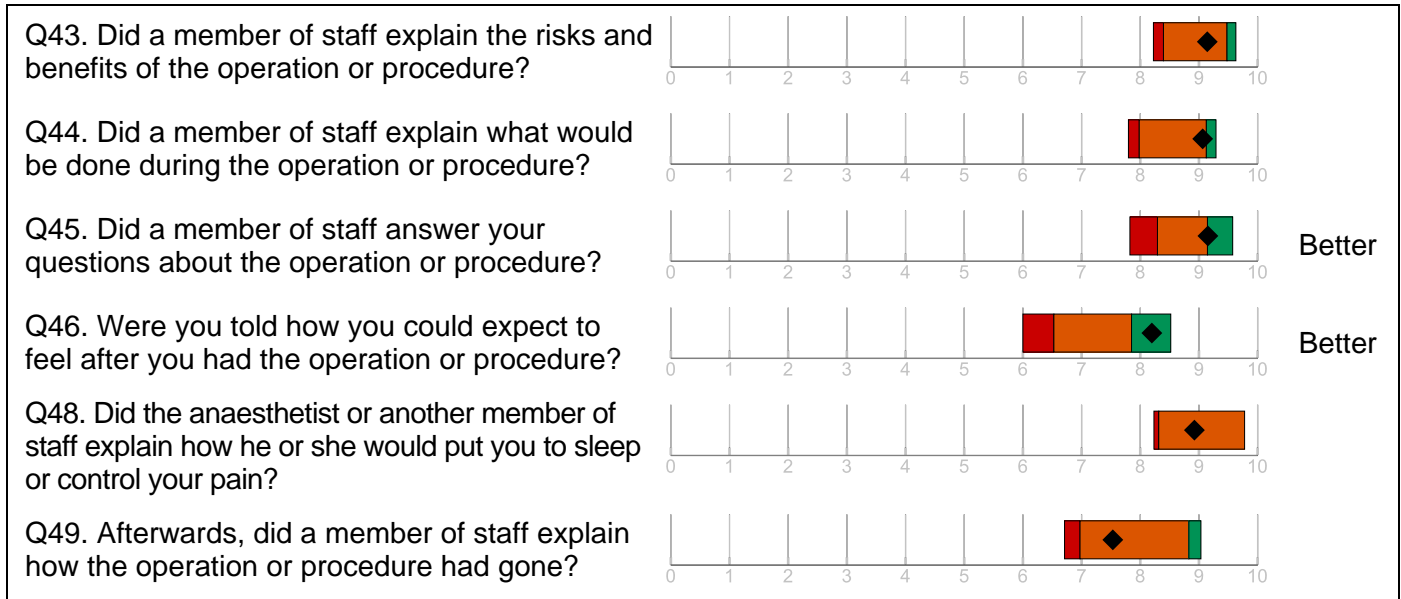 Q43. Did a member of staff explain the risks and
benefits of the operation or procedure?
0 1 2 3 4 5 6 7 8 9 10
Q44. Did a member of staff explain what would
be done during the operation or procedure?
0 1 2 3 4 5 6 7 8 9 10
Q45. Did a member of staff answer your
questions about the operation or procedure?
Better
0 1 2 3 4 5 6 7 8 9 10
Q46. Were you told how you could expect to
feel after you had the operation or procedure?
Better
0 1 2 3 4 5 6 7 8 9 10
Q48. Did the anaesthetist or another member of
staff explain how he or she would put you to sleep
or control your pain?
0 1 2 3 4 5 6 7 8 9 10
Q49. Afterwards, did a member of staff explain
how the operation or procedure had gone?
0 1 2 3 4 5 6 7 8 9 10